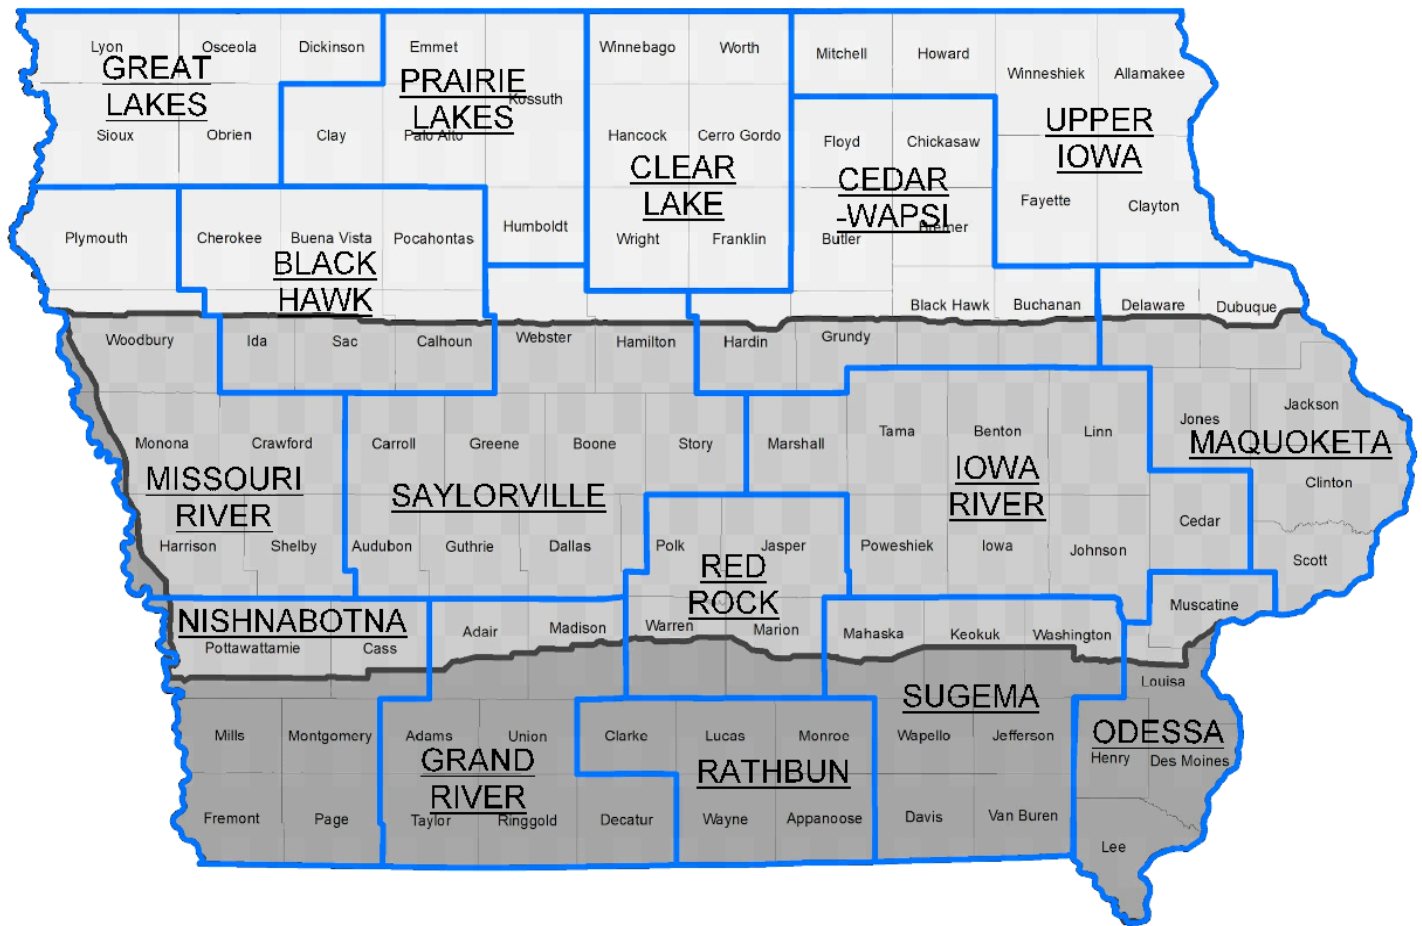 Lyon Osceola Dickinson Emmet Winnebago Worth Mitchell Howard
Winneshiek Allamakee
GREAT
LAKES
PRAIRIE
LAKES
Kossuth
UPPER
IOWA
Sioux Obrien Clay Palo Alto Hancock Cerro Gordo Floyd Chickasaw
CLEAR
LAKE
CEDAR
-WAPSI
Fayette Clayton
Plymouth Cherokee Buena Vista Pocahontas Humboldt Wright Franklin Butler Bremer
BLACK
HAWK
Black Hawk Buchanan Delaware Dubuque
Woodbury Ida Sac Calhoun Webster Hamilton Hardin Grundy
Monona Crawford Carroll Greene Boone Story Marshall Tama Benton Linn Jones Jackson
MISSOURI
RIVER
SAYLORVILLE
IOWA
RIVER
MAQUOKETA
Clinton
Cedar
Harrison Shelby Audubon Guthrie Dallas Polk Jasper Poweshiek Iowa Johnson Scott
RED
ROCK
NISHNABOTNA
Muscatine
Pottawattamie Cass Adair Madison Warren Marion Mahaska Keokuk Washington
Louisa
SUGEMA
ODESSA
Mills Montgomery Adams Union Clarke Lucas Monroe Wapello Jefferson Henry Des Moines
GRAND
RIVER
RATHBUN
Fremont Page Taylor Ringgold Decatur Wayne Appanoose Davis Van Buren
Lee